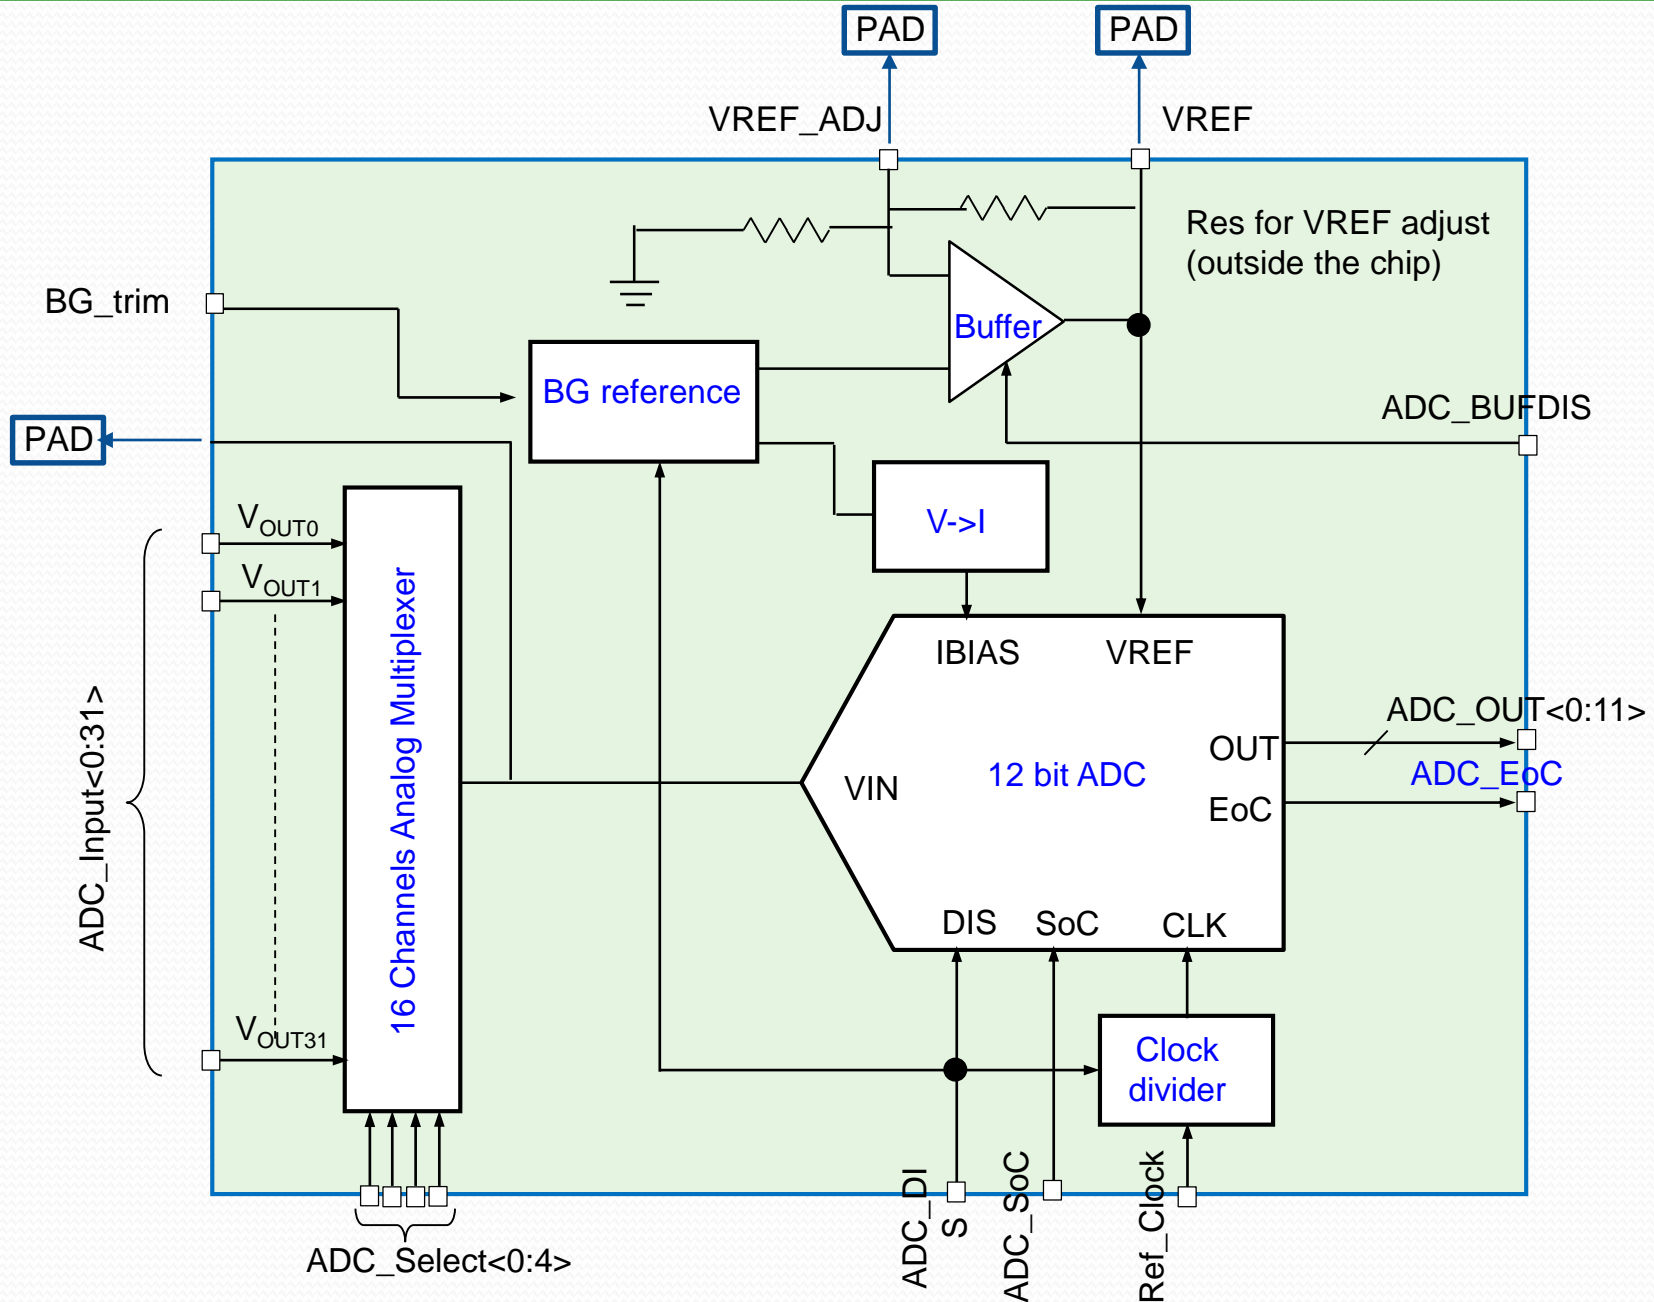 PAD
PAD
VREF_ADJ
VREF
Res for VREF adjust
(outside the chip)
BG_trim
Buffer
BG reference
ADC_BUFDIS
PAD
V->I
VOUT0
VOUT1
16 Channels Analog Multiplexer
IBIAS
VREF
ADC_Input<0:31>
ADC_OUT<0:11>
OUT
12 bit ADC
ADC_EoC
VIN
EoC
DIS
SoC
CLK
VOUT31
Clock
divider
ADC_DI
S
ADC_SoC
Ref_Clock
ADC_Select<0:4>